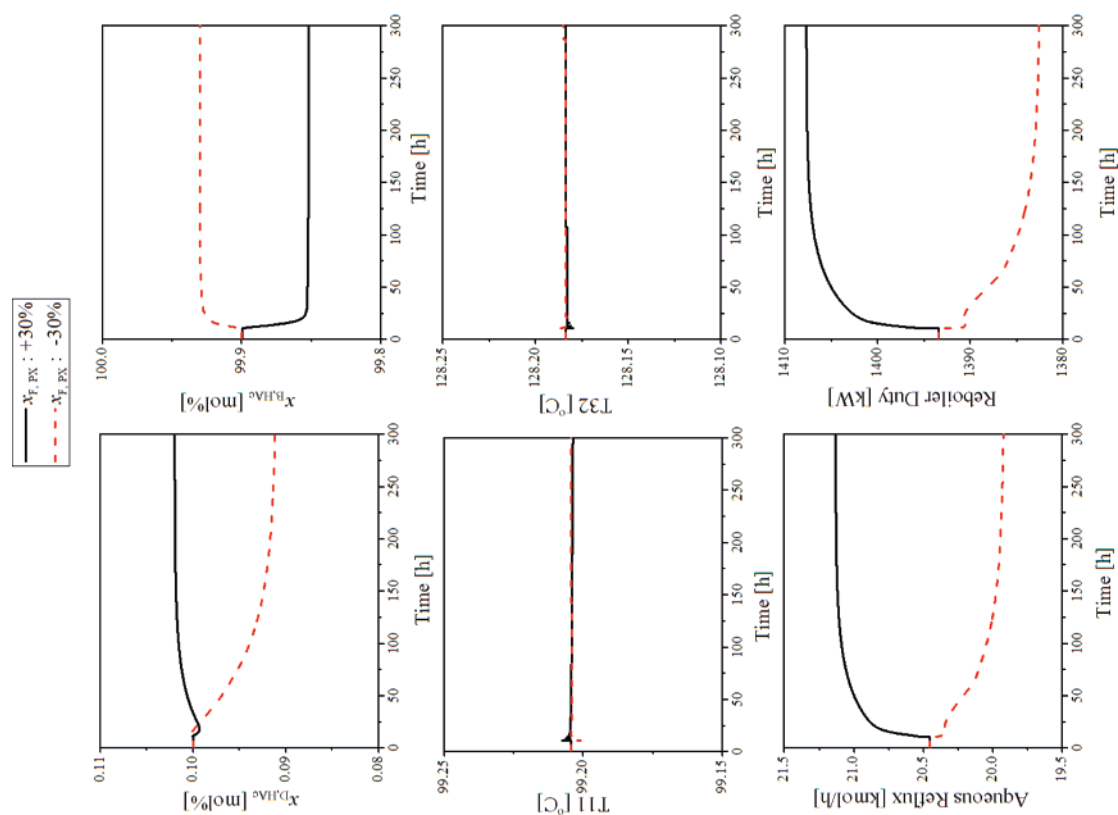 x_F, PX : +30%
x_F, PX : -30%
0.11
0.10
0.09
0.08
x_D,HAc [mol%]
0 50 100 150 200 250 300
Time [h]
100.0
99.9
99.8
x_B,HAc [mol%]
0 50 100 150 200 250 300
Time [h]
99.25
99.20
99.15
T11 [°C]
0 50 100 150 200 250 300
Time [h]
128.25
128.20
128.15
128.10
T32 [°C]
0 50 100 150 200 250 300
Time [h]
21.5
21.0
20.5
20.0
19.5
Aqueous Reflux [kmol/h]
0 50 100 150 200 250 300
Time [h]
1410
1400
1390
1380
Reboiler Duty [kW]
0 50 100 150 200 250 300
Time [h]